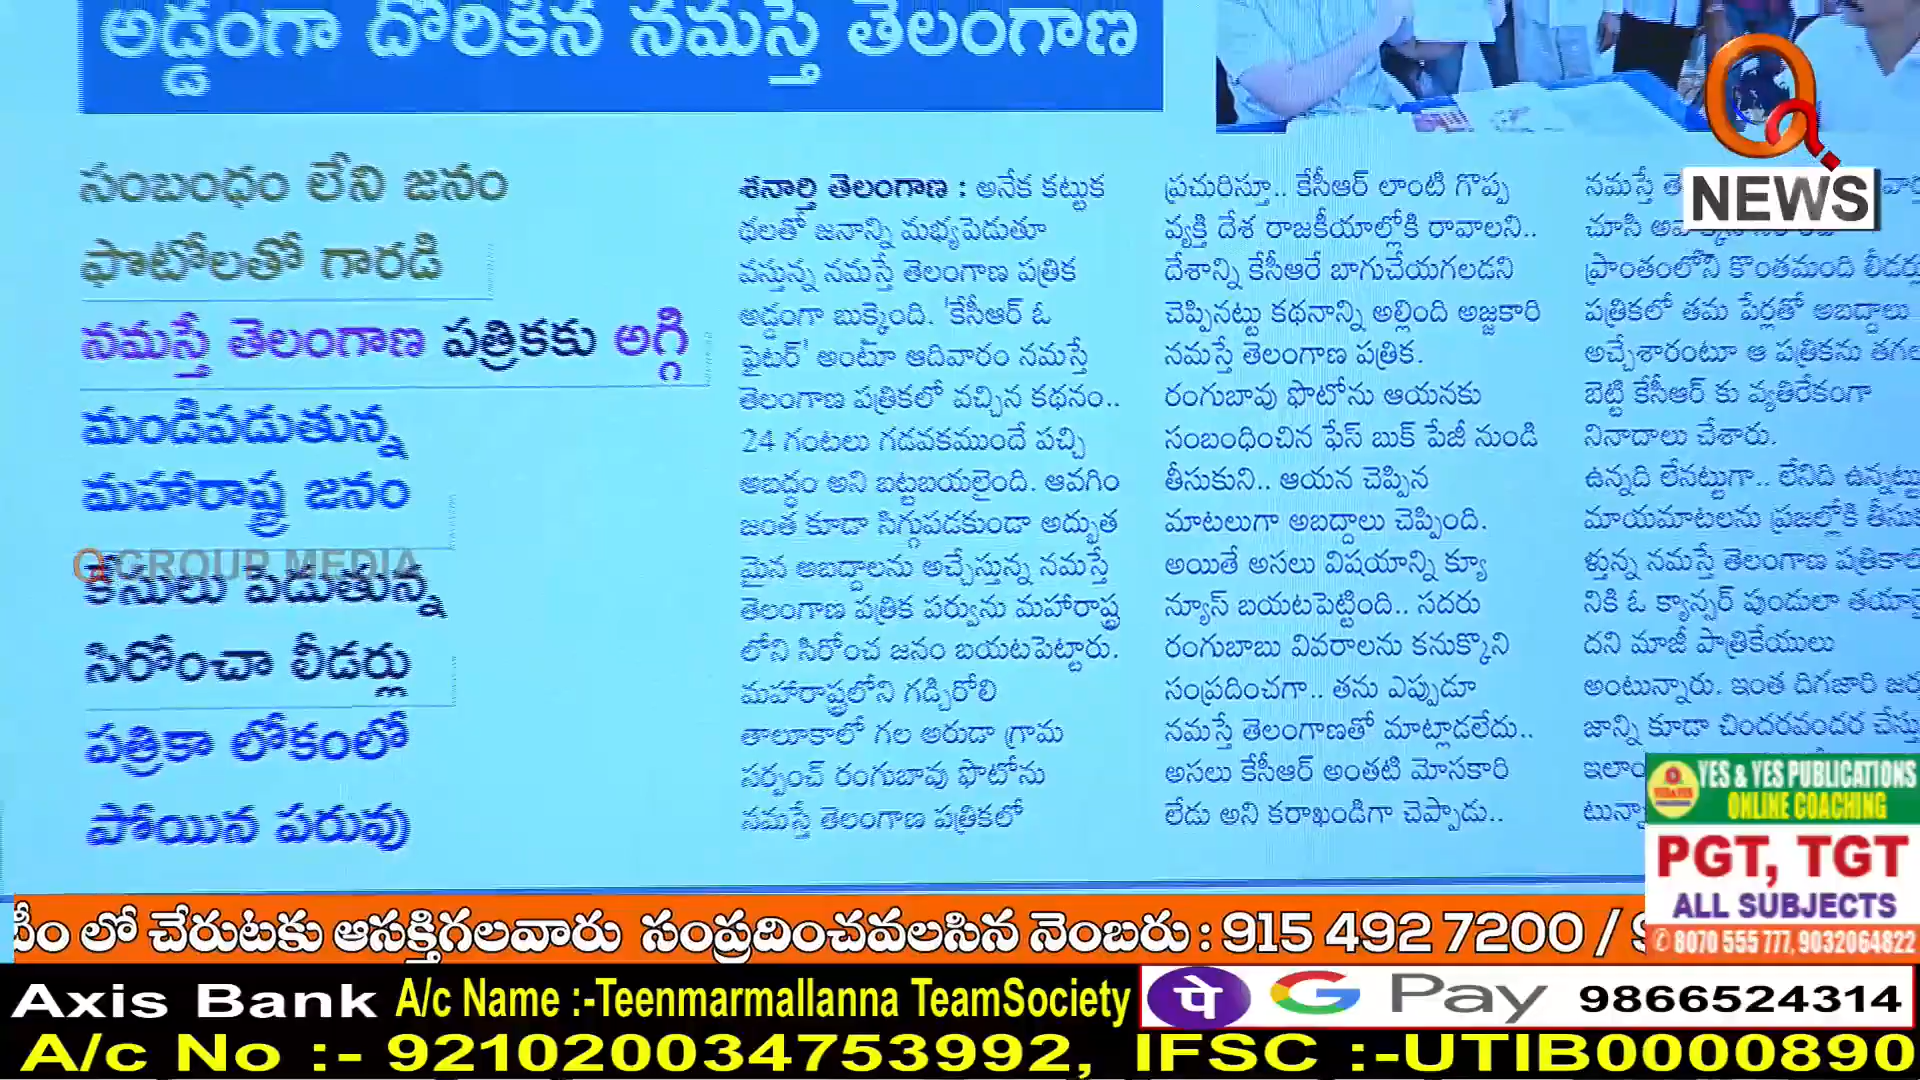 అడ్డంగా దొరికిన నమస్తే తెలంగాణ
సంబంధం లేని జనం
ఫొటోలతో గారడి
నమస్తే తెలంగాణ పత్రికకు అగ్గి
మండిపడుతున్న
మహారాష్ట్ర జనం
కేసులు పెడుతున్న
సిరోంచా లీడర్లు
పత్రికా లోకంలో
పోయిన పరువు
Q GROUP MEDIA
శనార్తి తెలంగాణ : అనేక కట్టుక
థలతో జనాన్ని మభ్యపెడుతూ
వస్తున్న నమస్తే తెలంగాణ పత్రిక
అడ్డంగా బుక్కైంది. 'కేసీఆర్ ఓ
ఫైటర్' అంటూ ఆదివారం నమస్తే
తెలంగాణ పత్రికలో వచ్చిన కథనం..
24 గంటలు గడవకముందే పచ్చి
అబద్ధం అని బట్టబయలైంది. ఆవగిం
జంత కూడా సిగ్గుపడకుండా అద్భుత
మైన అబద్దాలను అచ్చేస్తున్న నమస్తే
తెలంగాణ పత్రిక పర్వును మహారాష్ట్ర
లోని సిరోంచ జనం బయటపెట్టారు.
మహారాష్ట్రలోని గడ్చిరోలి
తాలూకాలో గల అరుడా గ్రామ
సర్పంచ్ రంగుబావు ఫొటోను
నమస్తే తెలంగాణ పత్రికలో
ప్రచురిస్తూ.. కేసీఆర్ లాంటి గొప్ప
వ్యక్తి దేశ రాజకీయాల్లోకి రావాలని..
దేశాన్ని కేసీఆరే బాగుచేయగలడని
చెప్పినట్టు కథనాన్ని అల్లింది అజ్జకారి
నమస్తే తెలంగాణ పత్రిక.
రంగుబావు ఫొటోను ఆయనకు
సంబంధించిన ఫేస్ బుక్ పేజీ నుండి
తీసుకుని.. ఆయన చెప్పిన
మాటలుగా అబద్దాలు చెప్పింది.
అయితే అసలు విషయాన్ని క్యూ
న్యూస్ బయటపెట్టింది.. సదరు
రంగుబాబు వివరాలను కనుక్కొని
సంప్రదించగా.. తను ఎప్పుడూ
నమస్తే తెలంగాణతో మాట్లాడలేదు..
అసలు కేసీఆర్ అంతటి మోసకారి
లేడు అని కరాఖండిగా చెప్పాడు..
నమస్తే
చూసి
ప్రాంతంలోని కొంతమంది లీడర్లు
పత్రికలో తమ పేర్లతో అబద్దాలు
అచ్చేశారంటూ ఆ పత్రికను తగల
బెట్టి కేసీఆర్ కు వ్యతిరేకంగా
నినాదాలు చేశారు.
ఉన్నది లేనట్టుగా.. లేనిది ఉన్నట్టు
మాయమాటలను ప్రజల్లోకి తీసుకు
ళ్తున్న నమస్తే తెలంగాణ పత్రికాలో
నికి ఓ క్యాన్సర్ పుండులా తయారై
దని మాజీ పాత్రికేయులు
అంటున్నారు. ఇంత దిగజారి జర్న
జాన్ని కూడా చిందరవందర చేస్తు
Q NEWS
YES & YES PUBLICATIONS
ONLINE COACHING
PGT, TGT
ALL SUBJECTS
8070 555 777, 9032064822
టీం లో చేరుటకు ఆసక్తిగలవారు సంప్రదించవలసిన నెంబరు : 915 492 7200 /
Axis Bank A/c Name :-Teenmarmallanna TeamSociety
पे G Pay 9866524314
A/c No :- 921020034753992, IFSC :-UTIB0000890